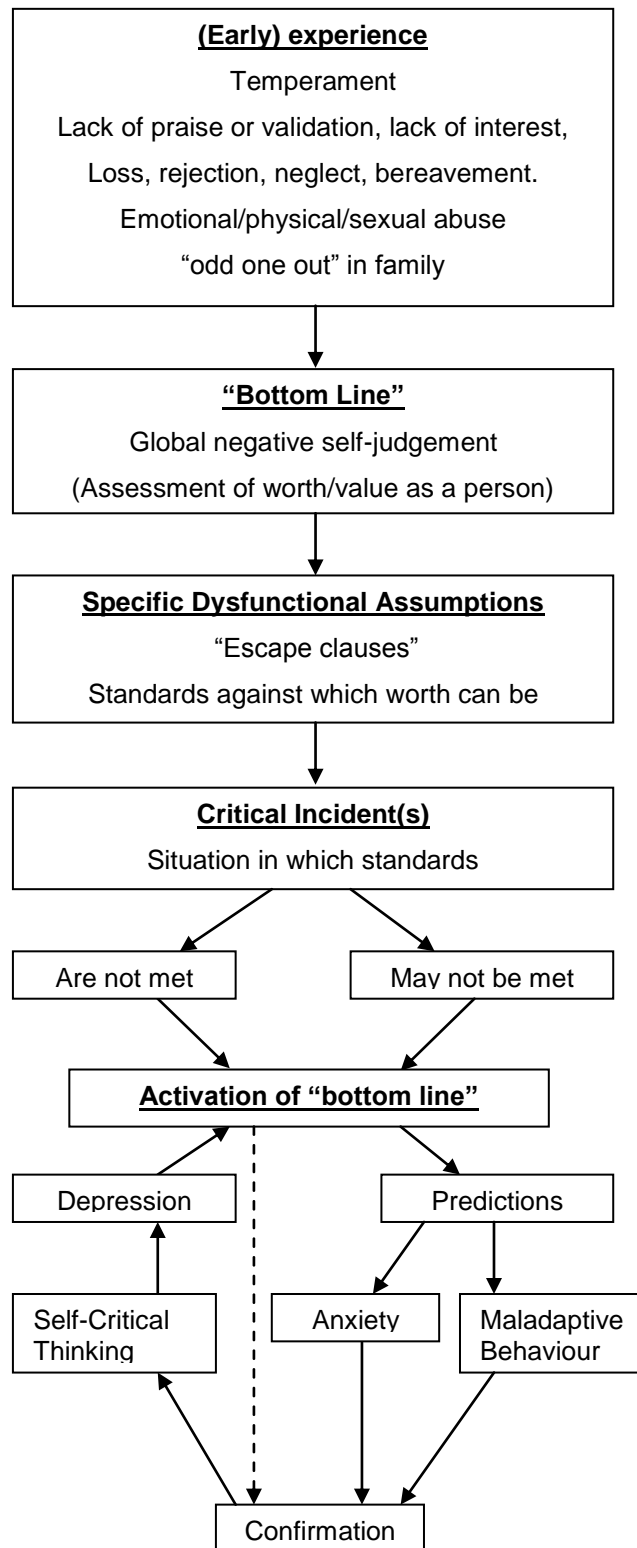 (Early) experience
Temperament
Lack of praise or validation, lack of interest,
Loss, rejection, neglect, bereavement.
Emotional/physical/sexual abuse
“odd one out” in family
“Bottom Line”
Global negative self-judgement
(Assessment of worth/value as a person)
Specific Dysfunctional Assumptions
“Escape clauses”
Standards against which worth can be
Critical Incident(s)
Situation in which standards
Are not met
May not be met
Activation of “bottom line”
Depression
Predictions
Self-Critical
Thinking
Anxiety
Maladaptive
Behaviour
Confirmation